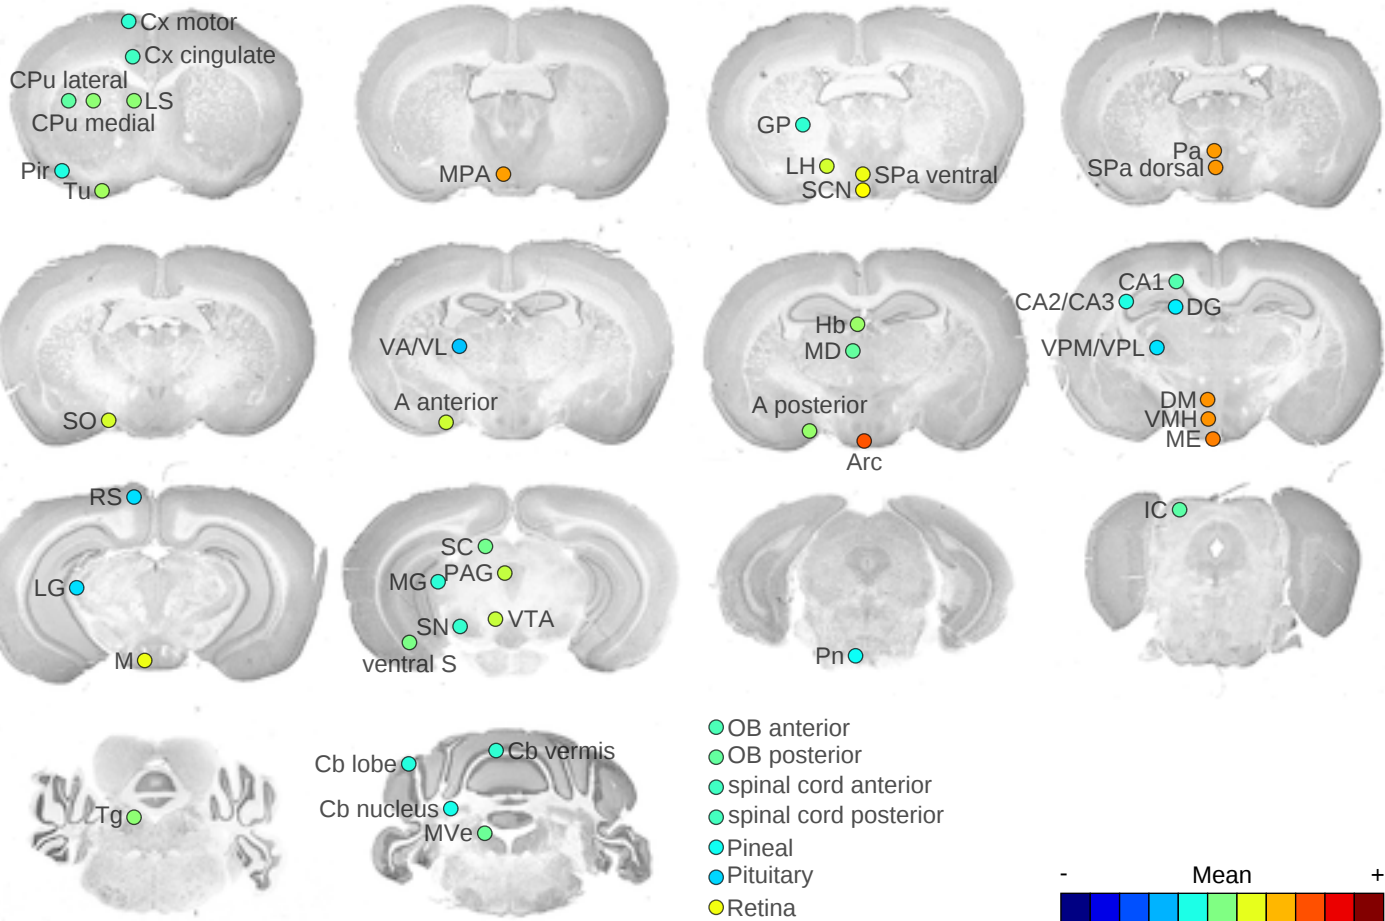 Cx motor
Cx cingulate
CPu lateral
LS
CPu medial
Pir
Tu
MPA
GP
LH
SPa ventral
SCN
Pa
SPa dorsal
SO
VA/VL
A anterior
Hb
MD
A posterior
Arc
CA1
CA2/CA3
DG
VPM/VPL
DM
VMH
ME
RS
LG
M
SC
MG
PAG
SN
VTA
ventral S
Pn
IC
Tg
Cb lobe
Cb vermis
Cb nucleus
MVe
OB anterior
OB posterior
spinal cord anterior
spinal cord posterior
Pineal
Pituitary
Retina
- Mean +